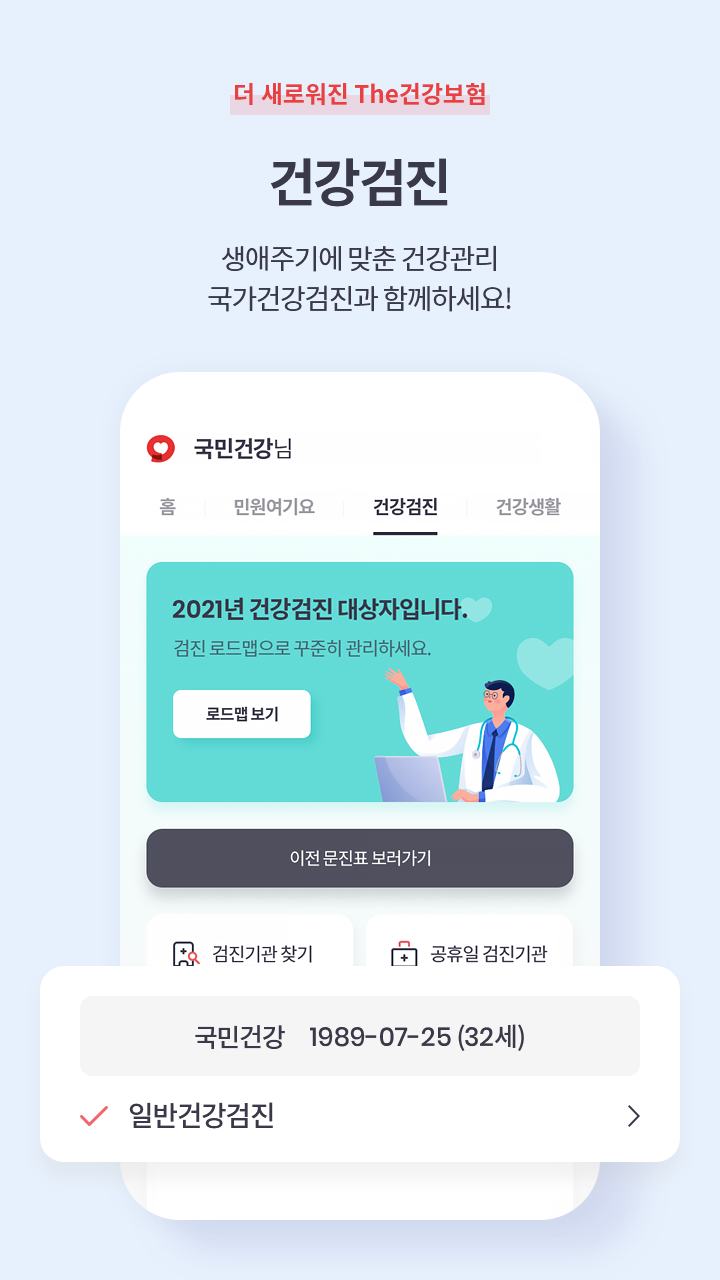 더 새로워진 The건강보험
건강검진
생애주기에 맞춘 건강관리
국가건강검진과 함께하세요!
국민건강님
홈 민원여기요 건강검진 건강생활
2021년 건강검진 대상자입니다.
검진 로드맵으로 꾸준히 관리하세요.
로드맵 보기
이전 문진표 보러가기
검진기관 찾기 공휴일 검진기관
국민건강 1989-07-25 (32세)
일반건강검진